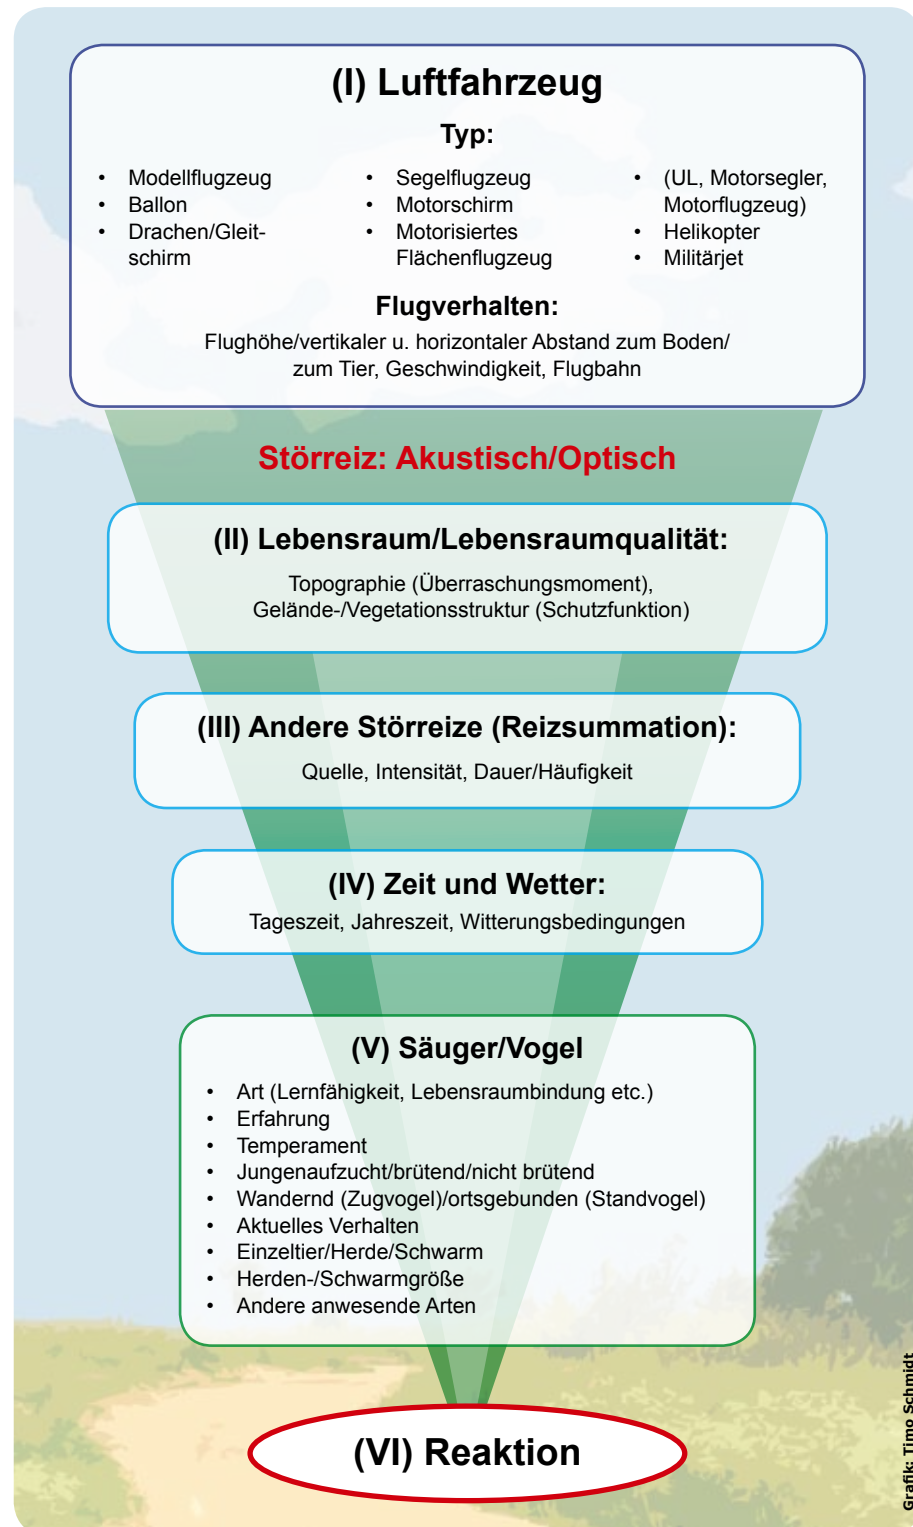 (I) Luftfahrzeug
Typ:
• Modellflugzeug
• Ballon
• Drachen/Gleit-
schirm
• Segelflugzeug
• Motorschirm
• Motorisiertes
Flächenflugzeug
• (UL, Motorsegler,
Motorflugzeug)
• Helikopter
• Militärjet
Flugverhalten:
Flughöhe/vertikaler u. horizontaler Abstand zum Boden/
zum Tier, Geschwindigkeit, Flugbahn
Störreiz: Akustisch/Optisch
(II) Lebensraum/Lebensraumqualität:
Topographie (Überraschungsmoment),
Gelände-/Vegetationsstruktur (Schutzfunktion)
(III) Andere Störreize (Reizsummation):
Quelle, Intensität, Dauer/Häufigkeit
(IV) Zeit und Wetter:
Tageszeit, Jahreszeit, Witterungsbedingungen
(V) Säuger/Vogel
• Art (Lernfähigkeit, Lebensraumbindung etc.)
• Erfahrung
• Temperament
• Jungenaufzucht/brütend/nicht brütend
• Wandernd (Zugvogel)/ortsgebunden (Standvogel)
• Aktuelles Verhalten
• Einzeltier/Herde/Schwarm
• Herden-/Schwarmgröße
• Andere anwesende Arten
(VI) Reaktion
Grafik: Timo Schmidt